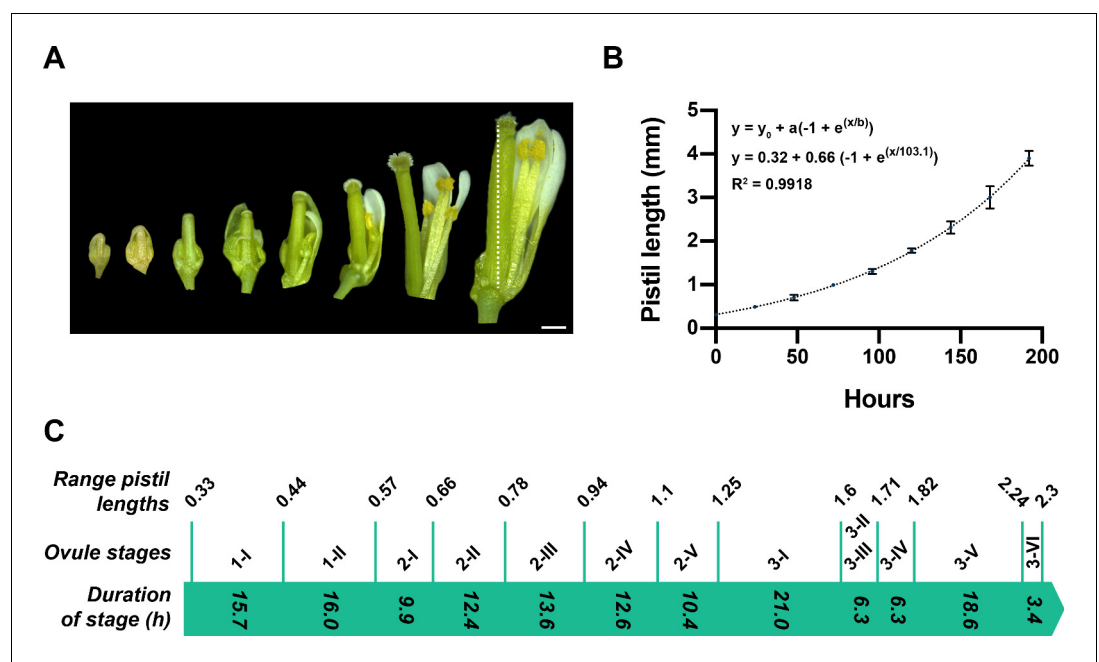 A
B
y = y0 + a(-1 + e(x/b))
y = 0.32 + 0.66 (-1 + e(x/103.1))
R2 = 0.9918
Pistil length (mm)
5
4
3
2
1
0
0 50 100 150 200
Hours
C
Range pistil
lengths
0.33 0.44 0.57 0.66 0.78 0.94 1.1 1.25 1.6 1.71 1.82 2.24 2.3
Ovule stages
1-I 1-II 2-I 2-II 2-III 2-IV 2-V 3-I 3-II 3-III 3-IV 3-V 3-VI
Duration
of stage (h)
15.7 16.0 9.9 12.4 13.6 12.6 10.4 21.0 6.3 6.3 18.6 3.4